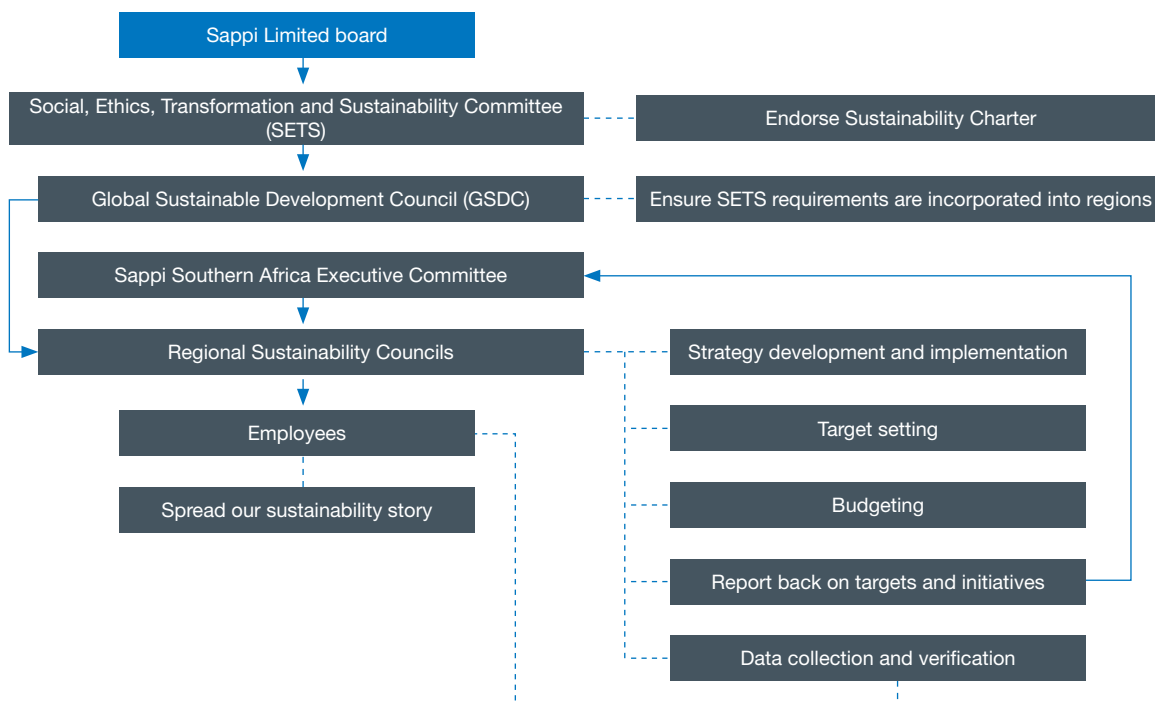 Sappi Limited board
Social, Ethics, Transformation and Sustainability Committee
(SETS)
Endorse Sustainability Charter
Global Sustainable Development Council (GSDC)
Ensure SETS requirements are incorporated into regions
Sappi Southern Africa Executive Committee
Regional Sustainability Councils
Strategy development and implementation
Employees
Target setting
Spread our sustainability story
Budgeting
Report back on targets and initiatives
Data collection and verification